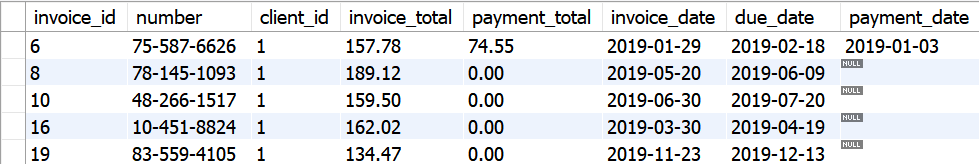 invoice_id number client_id invoice_total payment_total invoice_date due_date payment_date
6 75-587-6626 1 157.78 74.55 2019-01-29 2019-02-18 2019-01-03
8 78-145-1093 1 189.12 0.00 2019-05-20 2019-06-09 NULL
10 48-266-1517 1 159.50 0.00 2019-06-30 2019-07-20 NULL
16 10-451-8824 1 162.02 0.00 2019-03-30 2019-04-19 NULL
19 83-559-4105 1 134.47 0.00 2019-11-23 2019-12-13 NULL